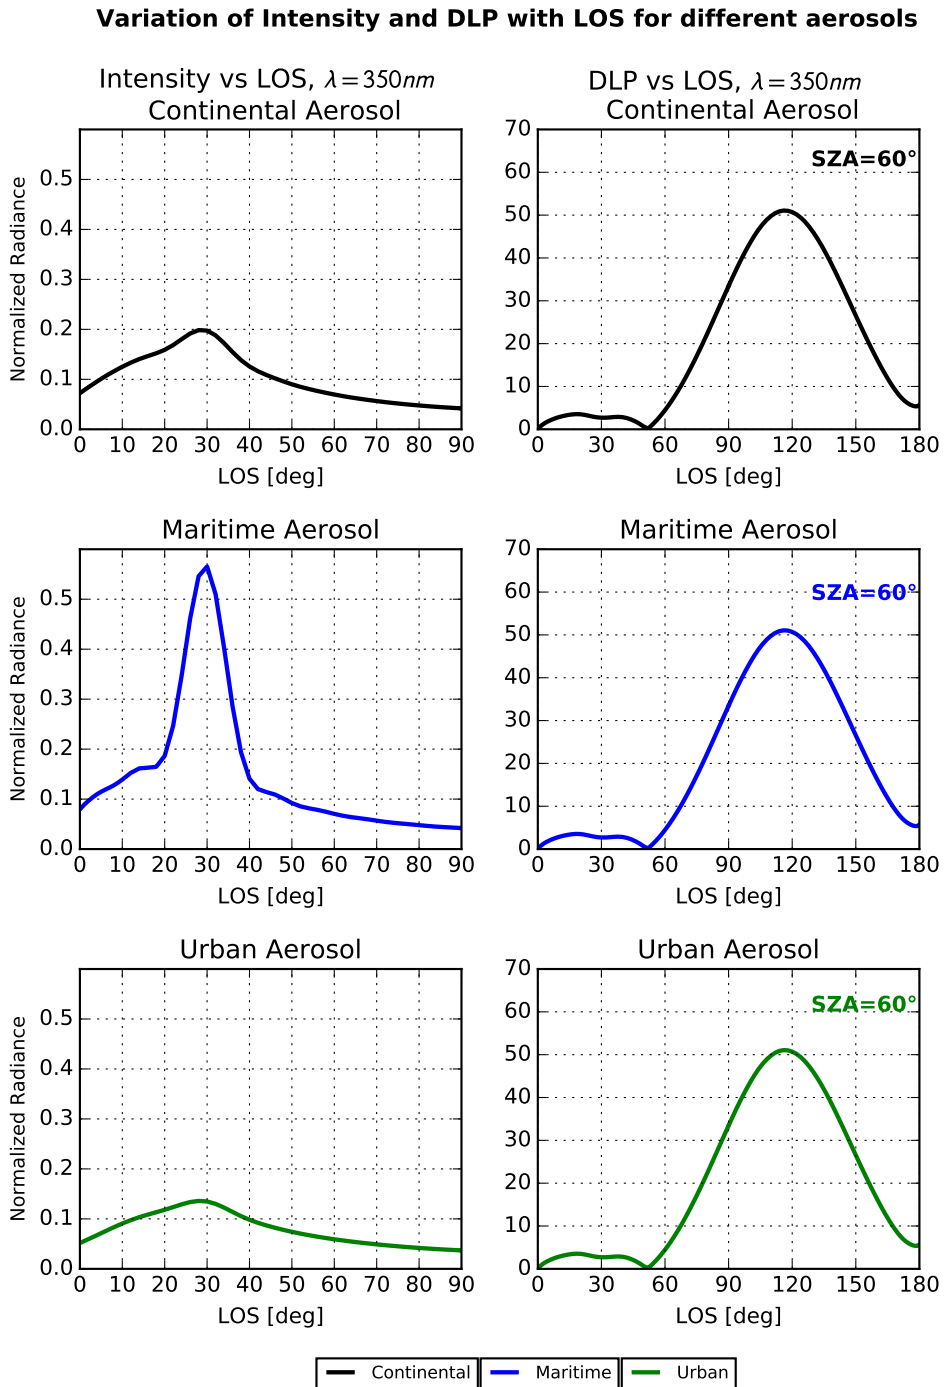 Variation of Intensity and DLP with LOS for different aerosols
Intensity vs LOS, λ = 350nm
Continental Aerosol
Normalized Radiance
0.5
0.4
0.3
0.2
0.1
0.0
0 10 20 30 40 50 60 70 80 90
LOS [deg]
DLP vs LOS, λ = 350nm
Continental Aerosol
SZA=60°
70
60
50
40
30
20
10
0
0 30 60 90 120 150 180
LOS [deg]
Maritime Aerosol
Normalized Radiance
0.5
0.4
0.3
0.2
0.1
0.0
0 10 20 30 40 50 60 70 80 90
LOS [deg]
Maritime Aerosol
SZA=60°
70
60
50
40
30
20
10
0
0 30 60 90 120 150 180
LOS [deg]
Urban Aerosol
Normalized Radiance
0.5
0.4
0.3
0.2
0.1
0.0
0 10 20 30 40 50 60 70 80 90
LOS [deg]
Urban Aerosol
SZA=60°
70
60
50
40
30
20
10
0
0 30 60 90 120 150 180
LOS [deg]
Continental Maritime Urban